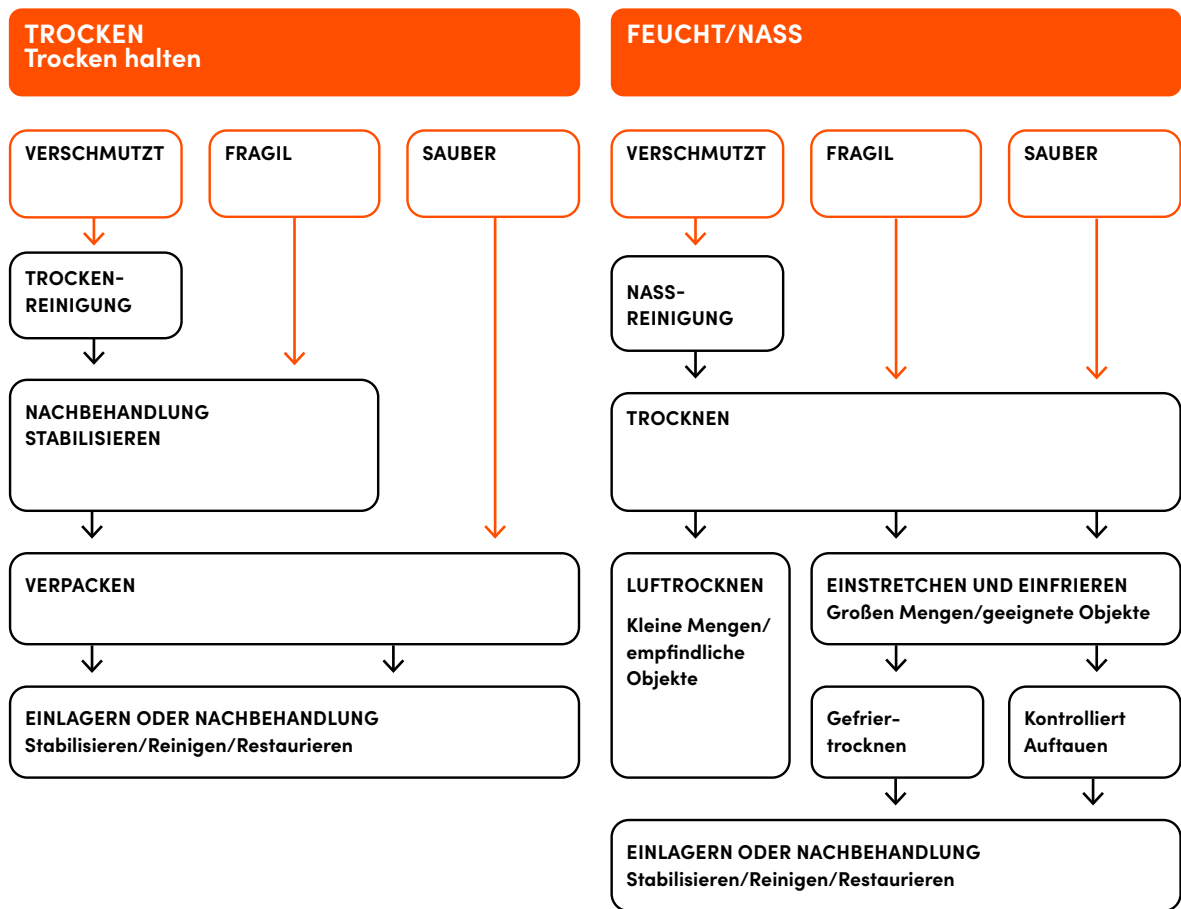 TROCKEN
Trocken halten
VERSCHMUTZT
FRAGIL
SAUBER
TROCKEN-
REINIGUNG
NACHBEHANDLUNG
STABILISIEREN
VERPACKEN
EINLAGERN ODER NACHBEHANDLUNG
Stabilisieren/Reinigen/Restaurieren
FEUCHT/NASS
VERSCHMUTZT
FRAGIL
SAUBER
NASS-
REINIGUNG
TROCKNEN
LUFTROCKNEN
Kleine Mengen/
empfindliche
Objekte
EINSTRETCHEN UND EINFRIEREN
Großen Mengen/geeignete Objekte
Gefrier-
trocknen
Kontrolliert
Auftauen
EINLAGERN ODER NACHBEHANDLUNG
Stabilisieren/Reinigen/Restaurieren